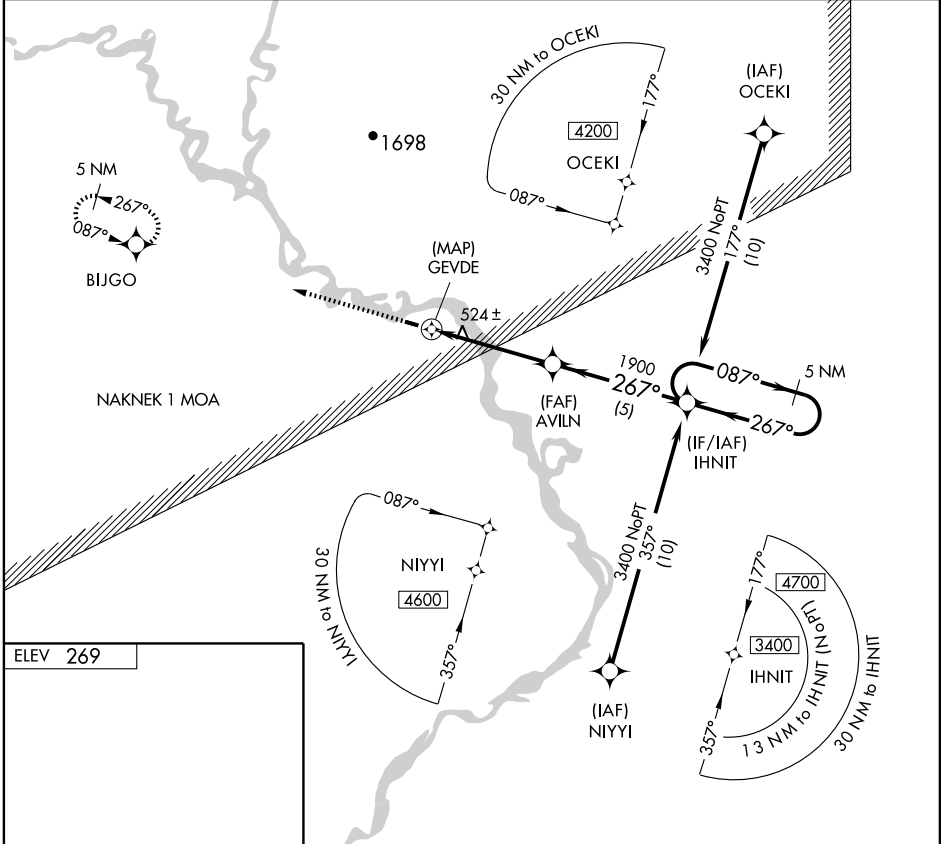 30 NM to OCEKI
177°
4200
OCEKI
087°
(IAF)
OCEKI
1698
5 NM
267°
087°
BIJGO
3400 NoPT
177°
(10)
(MAP)
GEVDE
524 ±
1900
267°
(5)
(FAF)
AVILN
087°
5 NM
267°
(IF/IAF)
IHNIT
NAKNEK 1 MOA
087°
NIYYI
4600
30 NM to NIYYI
357°
3400 NoPT
357°
(10)
(IAF)
NIYYI
177°
4700
3400
IHNIT
357°
13 NM to IHNIT (NoPT)
30 NM to IHNIT
ELEV 269